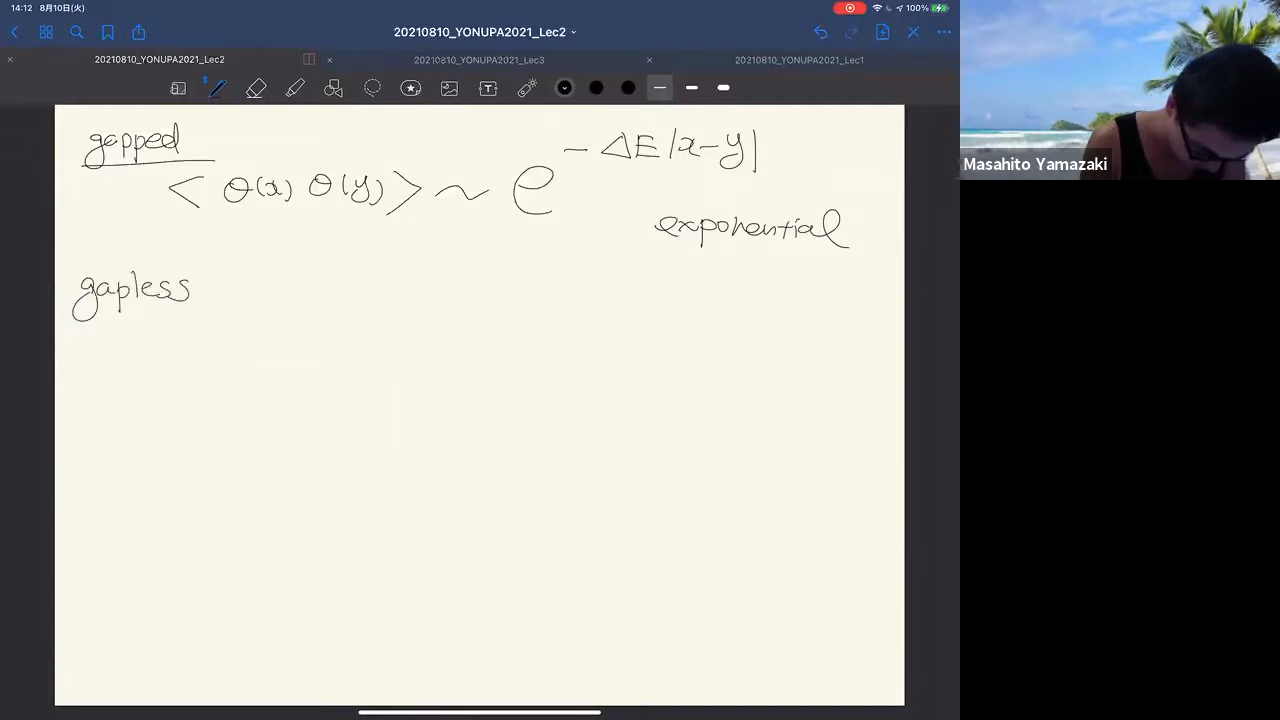 14:12 8月10日(火)
100%
20210810_YONUPA2021_Lec2
20210810_YONUPA2021_Lec2
20210810_YONUPA2021_Lec3
20210810_YONUPA2021_Lec1
gapped
< O(x) O(y) > ~ e^{- ΔE |x-y|}
exponential
gapless
Masahito Yamazaki